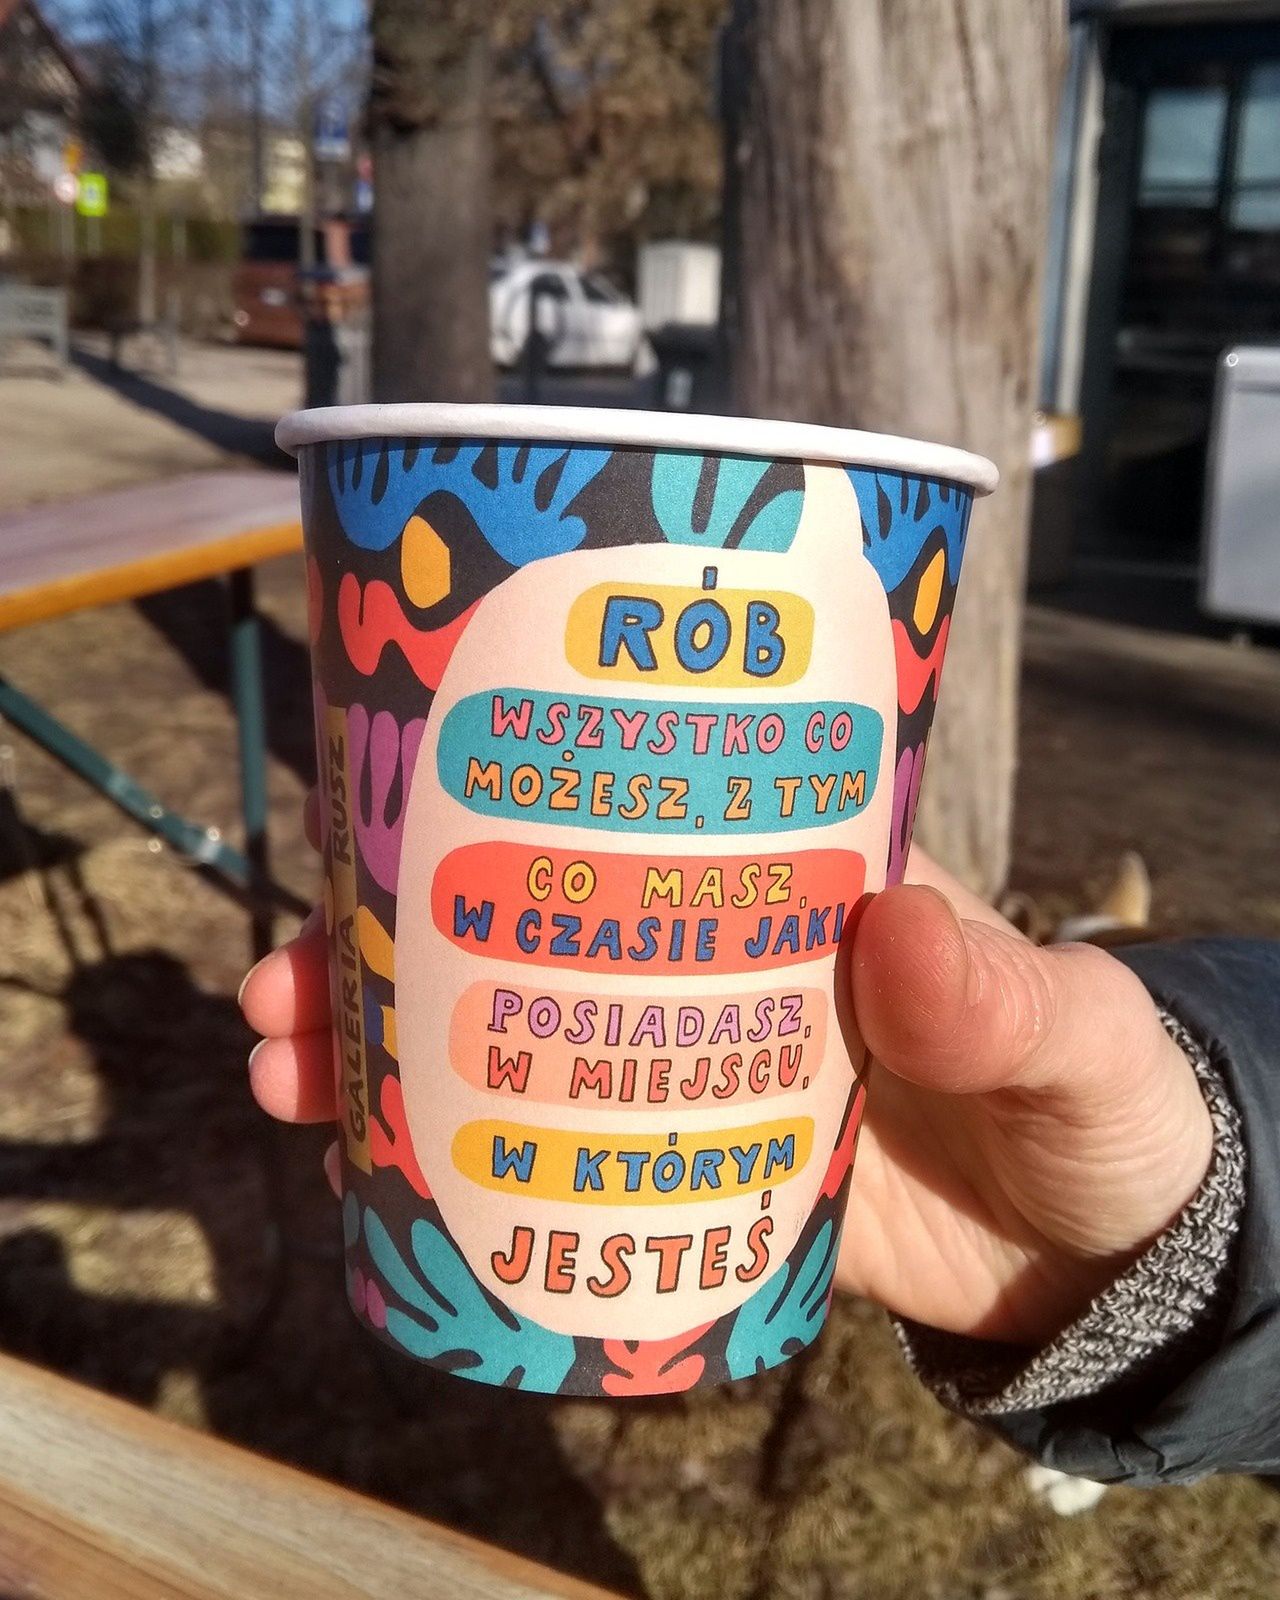 RÓB
WSZYSTKO CO
MOŻESZ, Z TYM
CO MASZ,
W CZASIE JAKI
POSIADASZ,
W MIEJSCU,
W KTÓRYM
JESTEŚ
GALERIA RUSZ